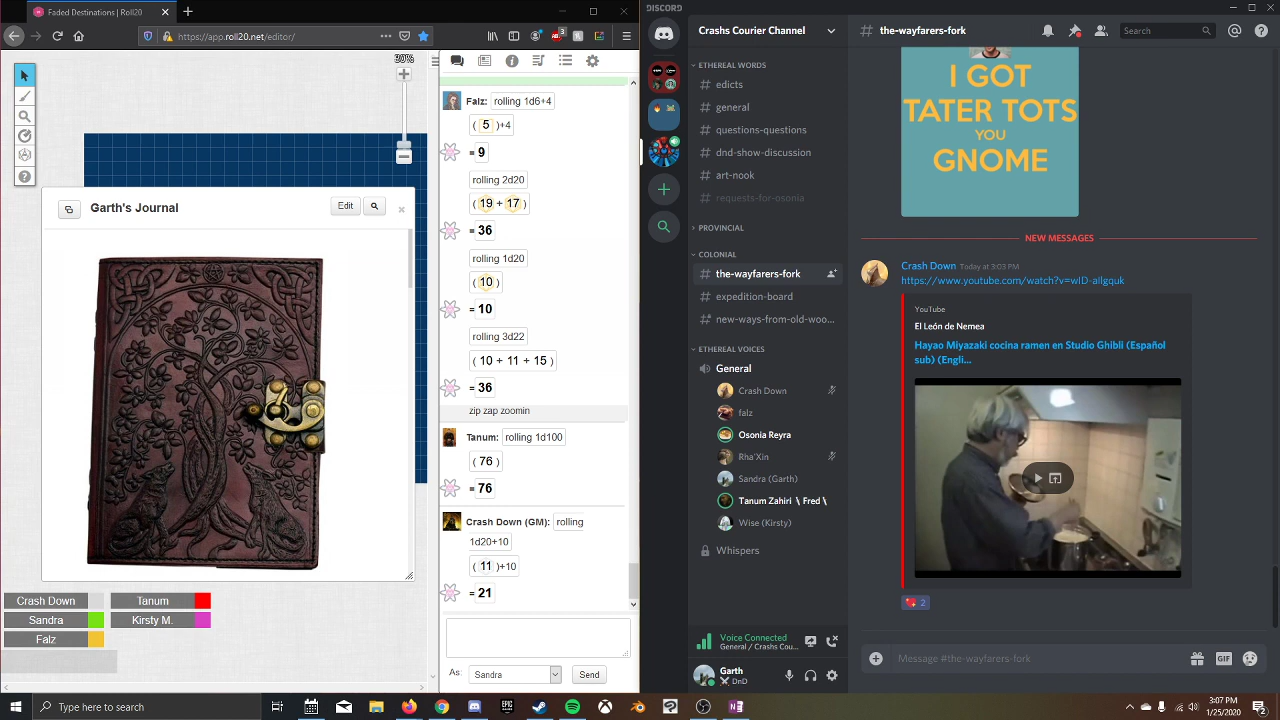 Faded Destinations | Roll20
https://app.roll20.net/editor/
3
30%
Garth's Journal
Edit
Crash Down
Tanum
Sandra
Kirsty M.
Falz
Falz: rolling 1d6+4
( 5 )+4
= 9
rolling 2d20
( 19 + 17 )
= 36
rolling 1d20
( 10 )
= 10
rolling 3d22
( 10 + 11 + 15 )
= 36
zip zap zoomin
Tanum: rolling 1d100
( 76 )
= 76
Crash Down (GM): rolling
1d20+10
( 11 )+10
= 21
As: Sandra
Send
DISCORD
Crashs Courier Channel
ETHEREAL WORDS
# edicts
# general
# questions-questions
# dnd-show-discussion
# art-nook
# requests-for-osonia
PROVINCIAL
COLONIAL
# the-wayfarers-fork
# expedition-board
# new-ways-from-old-woo...
ETHEREAL VOICES
General
Crash Down
falz
Osonia Reyra
Rha'Xin
Sandra (Garth)
Tanum Zahiri \ Fred \
Wise (Kirsty)
Whispers
Voice Connected
General / Crashs Cou...
Garth
DnD
# the-wayfarers-fork
Search
I GOT
TATER TOTS
YOU
GNOME
NEW MESSAGES
Crash Down Today at 3:03 PM
https://www.youtube.com/watch?v=wID-aiIgquk
YouTube
El León de Nemea
Hayao Miyazaki cocina ramen en Studio Ghibli (Español
sub) (Engli...
2
Message #the-wayfarers-fork
GIF
Type here to search
3:07 PM
1/25/2020